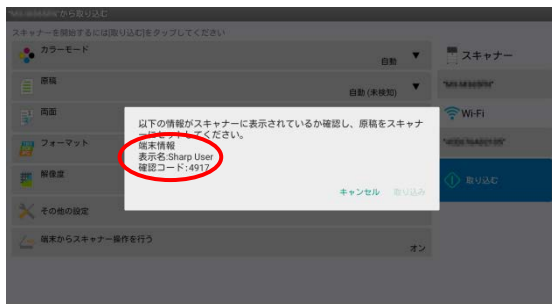 から取り込む
スキャナーを開始するには[取り込む]をタップしてください
カラーモード
自動
原稿
自動 (未検知)
両面
フォーマット
解像度
その他の設定
端末からスキャナー操作を行う
オン
以下の情報がスキャナーに表示されているか確認し、原稿をスキャナ
ーにセットしてください。
端末情報
表示名:Sharp User
確認コード:4917
キャンセル
取り込み
スキャナー
Wi-Fi
取り込む